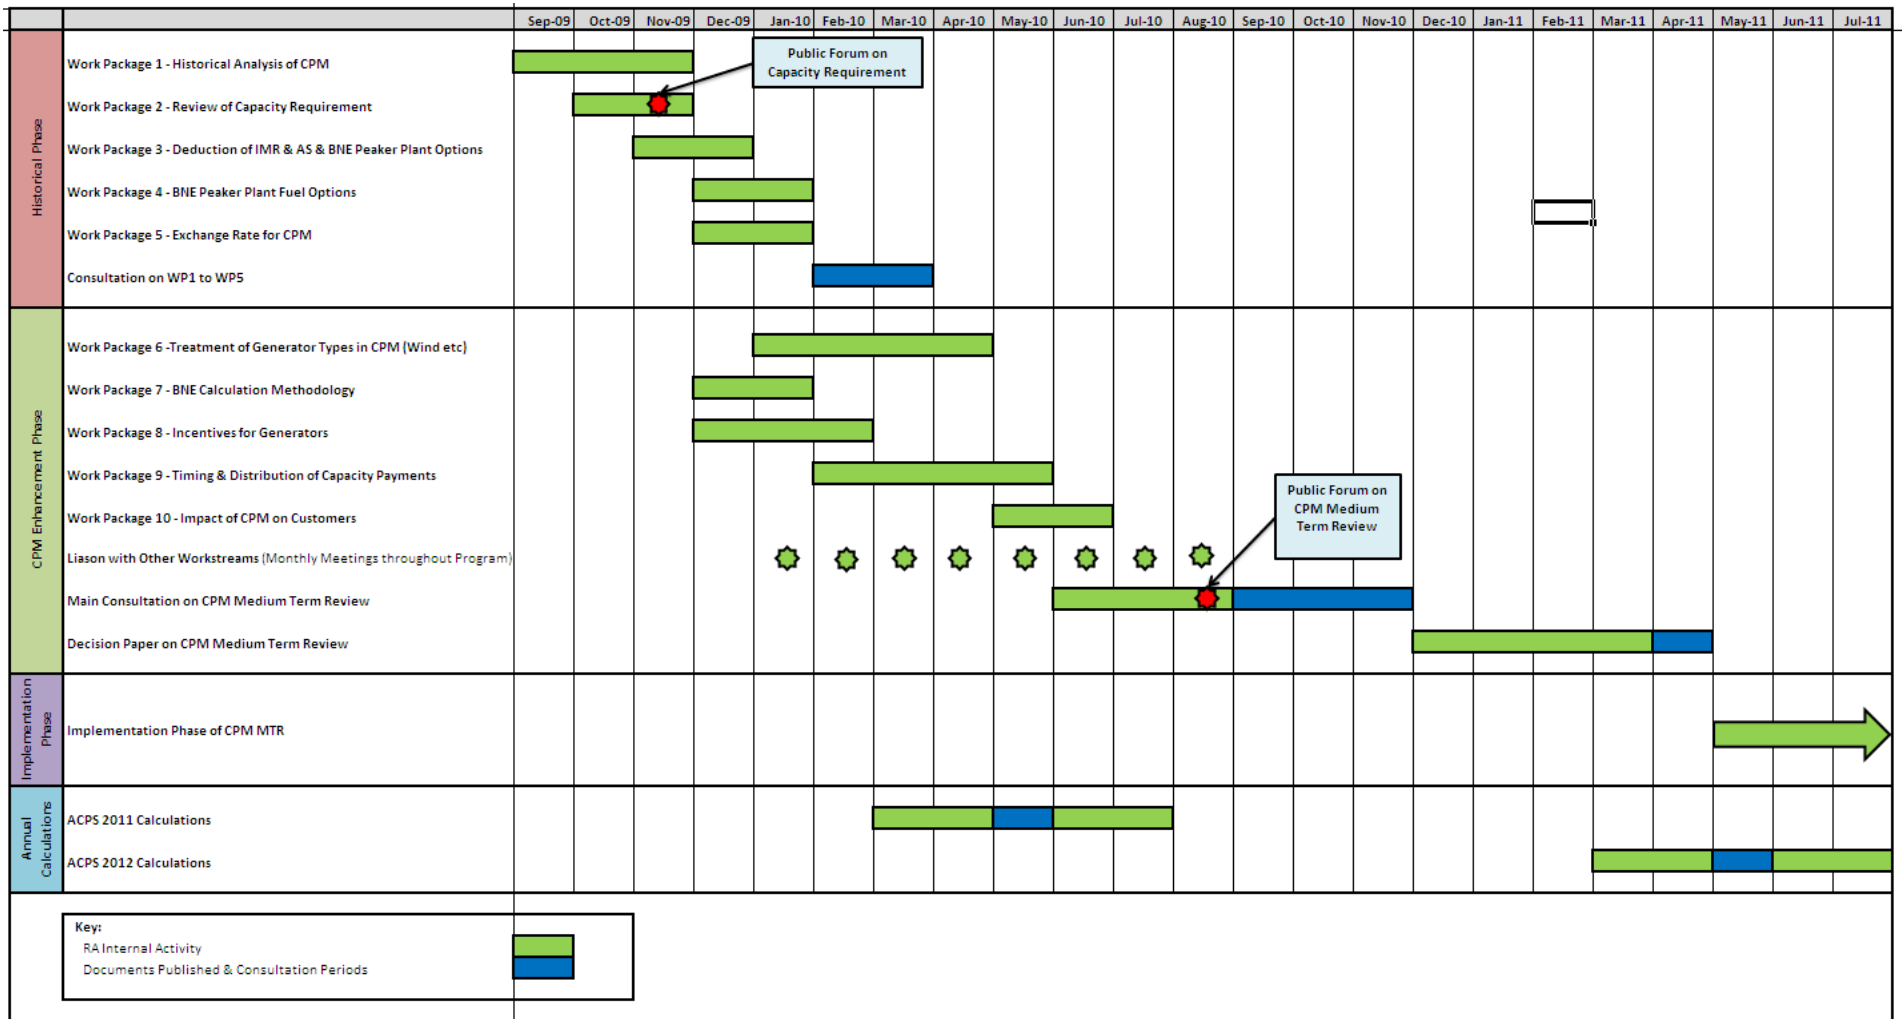 Sep-09 Oct-09 Nov-09 Dec-09 Jan-10 Feb-10 Mar-10 Apr-10 May-10 Jun-10 Jul-10 Aug-10 Sep-10 Oct-10 Nov-10 Dec-10 Jan-11 Feb-11 Mar-11 Apr-11 May-11 Jun-11 Jul-11
Historical Phase
Work Package 1 - Historical Analysis of CPM
Public Forum on
Capacity Requirement
Work Package 2 - Review of Capacity Requirement
Work Package 3 - Deduction of IMR & AS & BNE Peaker Plant Options
Work Package 4 - BNE Peaker Plant Fuel Options
Work Package 5 - Exchange Rate for CPM
Consultation on WP1 to WP5
CPM Enhancement Phase
Work Package 6 -Treatment of Generator Types in CPM (Wind etc)
Work Package 7 - BNE Calculation Methodology
Work Package 8 - Incentives for Generators
Work Package 9 - Timing & Distribution of Capacity Payments
Public Forum on
CPM Medium
Term Review
Work Package 10 - Impact of CPM on Customers
Liason with Other Workstreams (Monthly Meetings throughout Program)
Main Consultation on CPM Medium Term Review
Decision Paper on CPM Medium Term Review
Implementation
Phase
Implementation Phase of CPM MTR
Annual
Calculations
ACPS 2011 Calculations
ACPS 2012 Calculations
Key:
RA Internal Activity
Documents Published & Consultation Periods